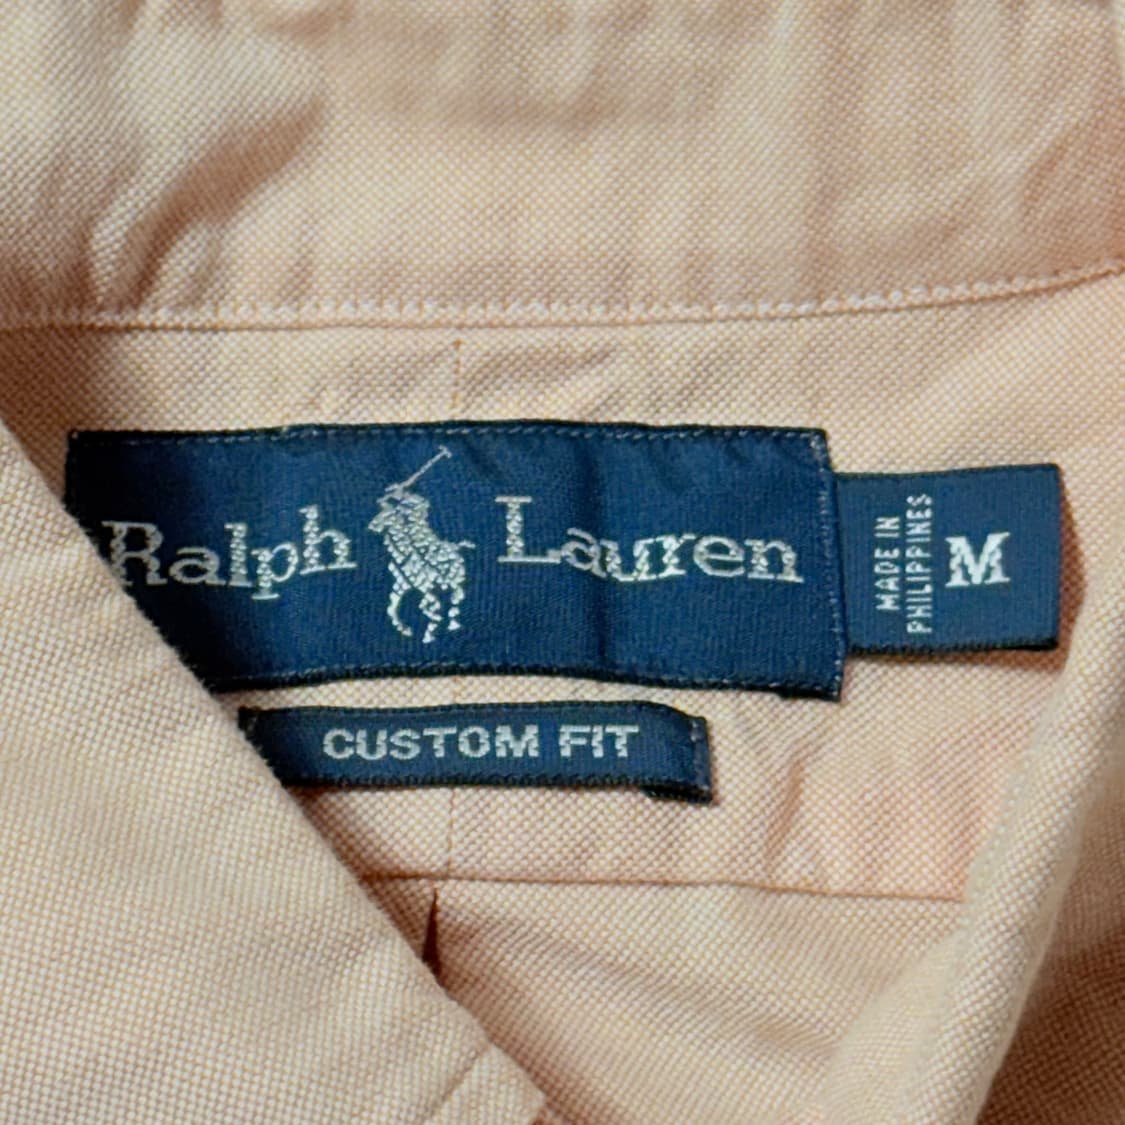 Ralph Lauren
MADE IN
PHILIPPINES
M
CUSTOM FIT